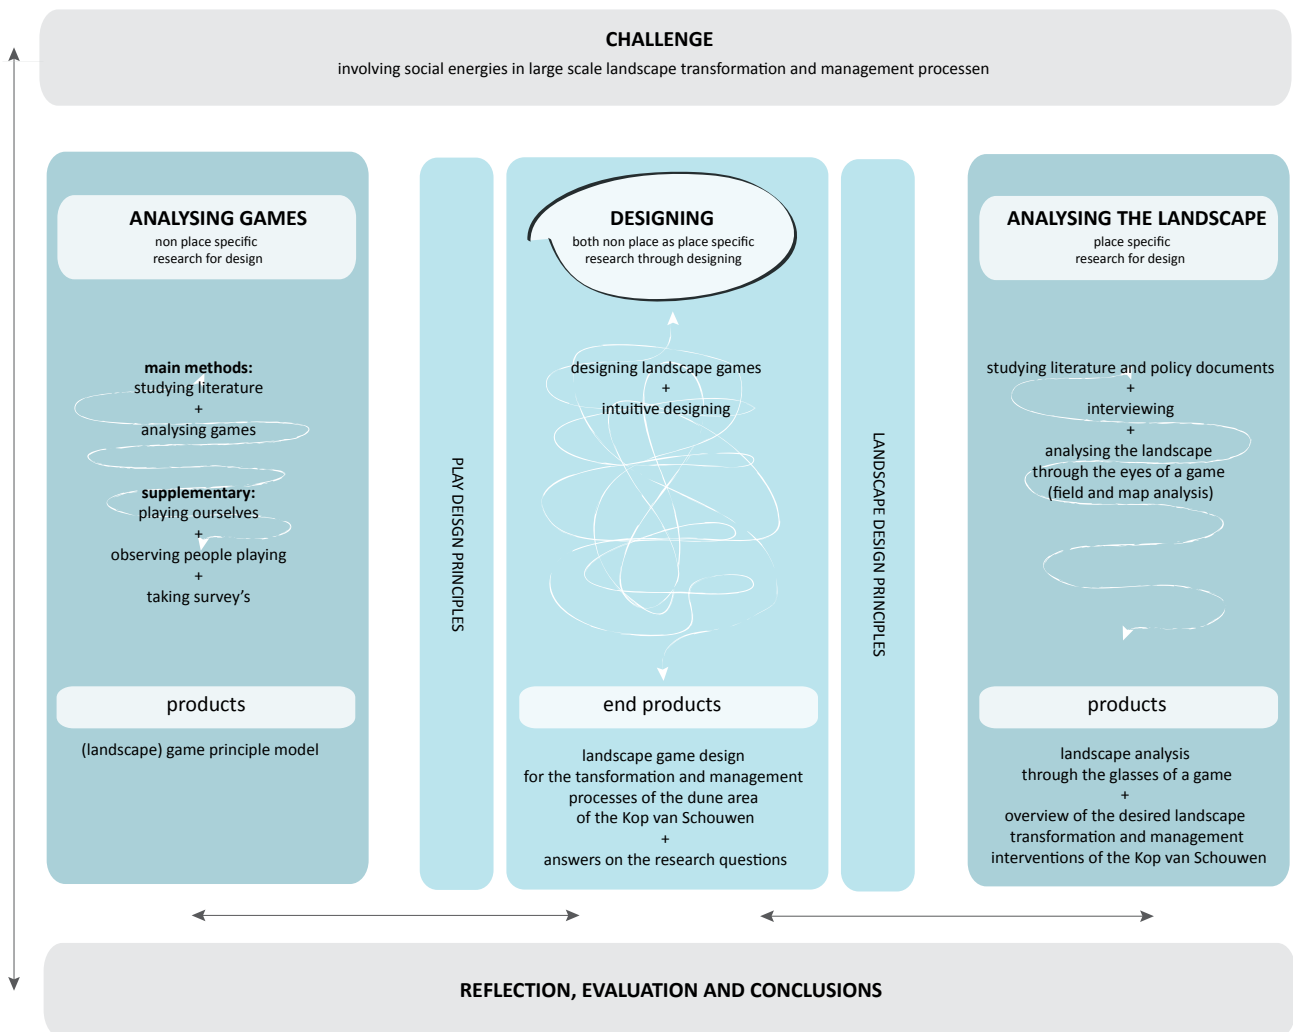 CHALLENGE
involving social energies in large scale landscape transformation and management processen
ANALYSING GAMES
non place specific
research for design
main methods:
studying literature
+
analysing games
supplementary:
playing ourselves
+
observing people playing
+
taking survey's
products
(landscape) game principle model
PLAY DEISGN PRINCIPLES
DESIGNING
both non place as place specific
research through designing
designing landscape games
+
intuitive designing
end products
landscape game design
for the tansformation and management
processes of the dune area
of the Kop van Schouwen
+
answers on the research questions
LANDSCAPE DESIGN PRINCIPLES
ANALYSING THE LANDSCAPE
place specific
research for design
studying literature and policy documents
+
interviewing
+
analysing the landscape
through the eyes of a game
(field and map analysis)
products
landscape analysis
through the glasses of a game
+
overview of the desired landscape
transformation and management
interventions of the Kop van Schouwen
REFLECTION, EVALUATION AND CONCLUSIONS